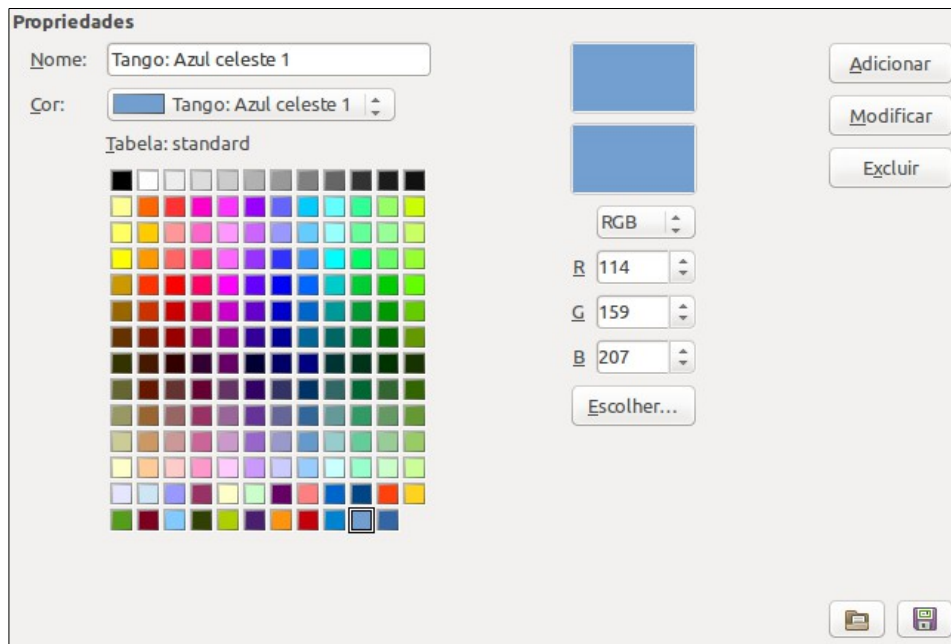 Propriedades
Nome: Tango: Azul celeste 1
Cor: Tango: Azul celeste 1
Tabela: standard
RGB
R 114
G 159
B 207
Escolher...
Adicionar
Modificar
Excluir